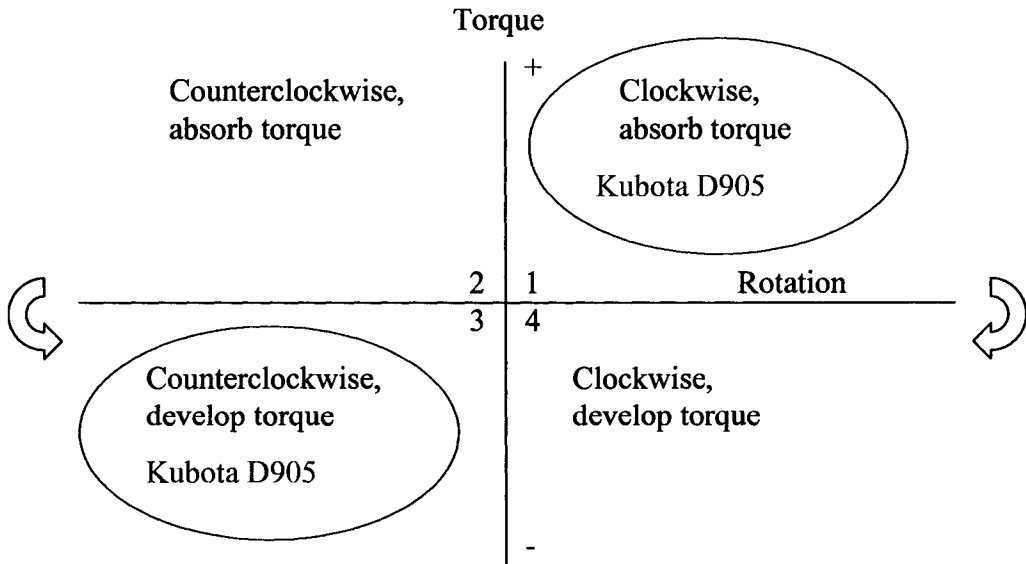 Torque
+
Counterclockwise,
absorb torque
Clockwise,
absorb torque
Kubota D905
2
1
Rotation
3
4
Counterclockwise,
develop torque
Kubota D905
Clockwise,
develop torque
-